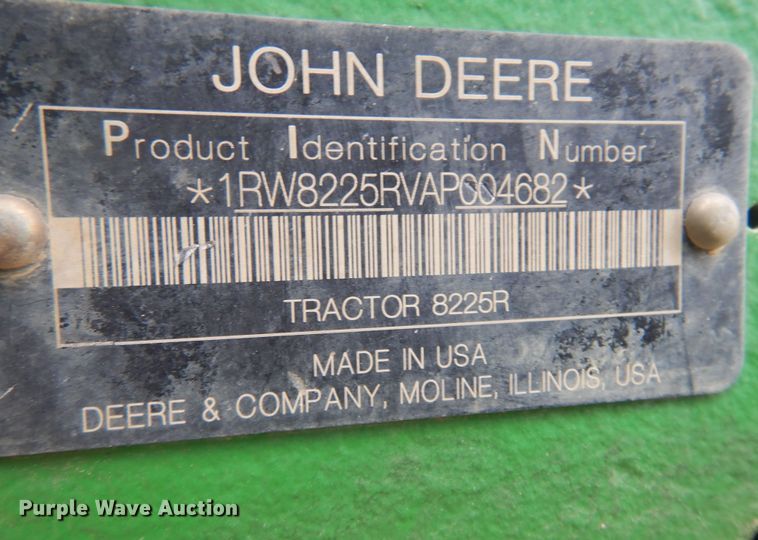 JOHN DEERE
Product Identification Number
*1RW8225RVAP004682*
TRACTOR 8225R
MADE IN USA
DEERE & COMPANY, MOLINE, ILLINOIS, USA
Purple Wave Auction